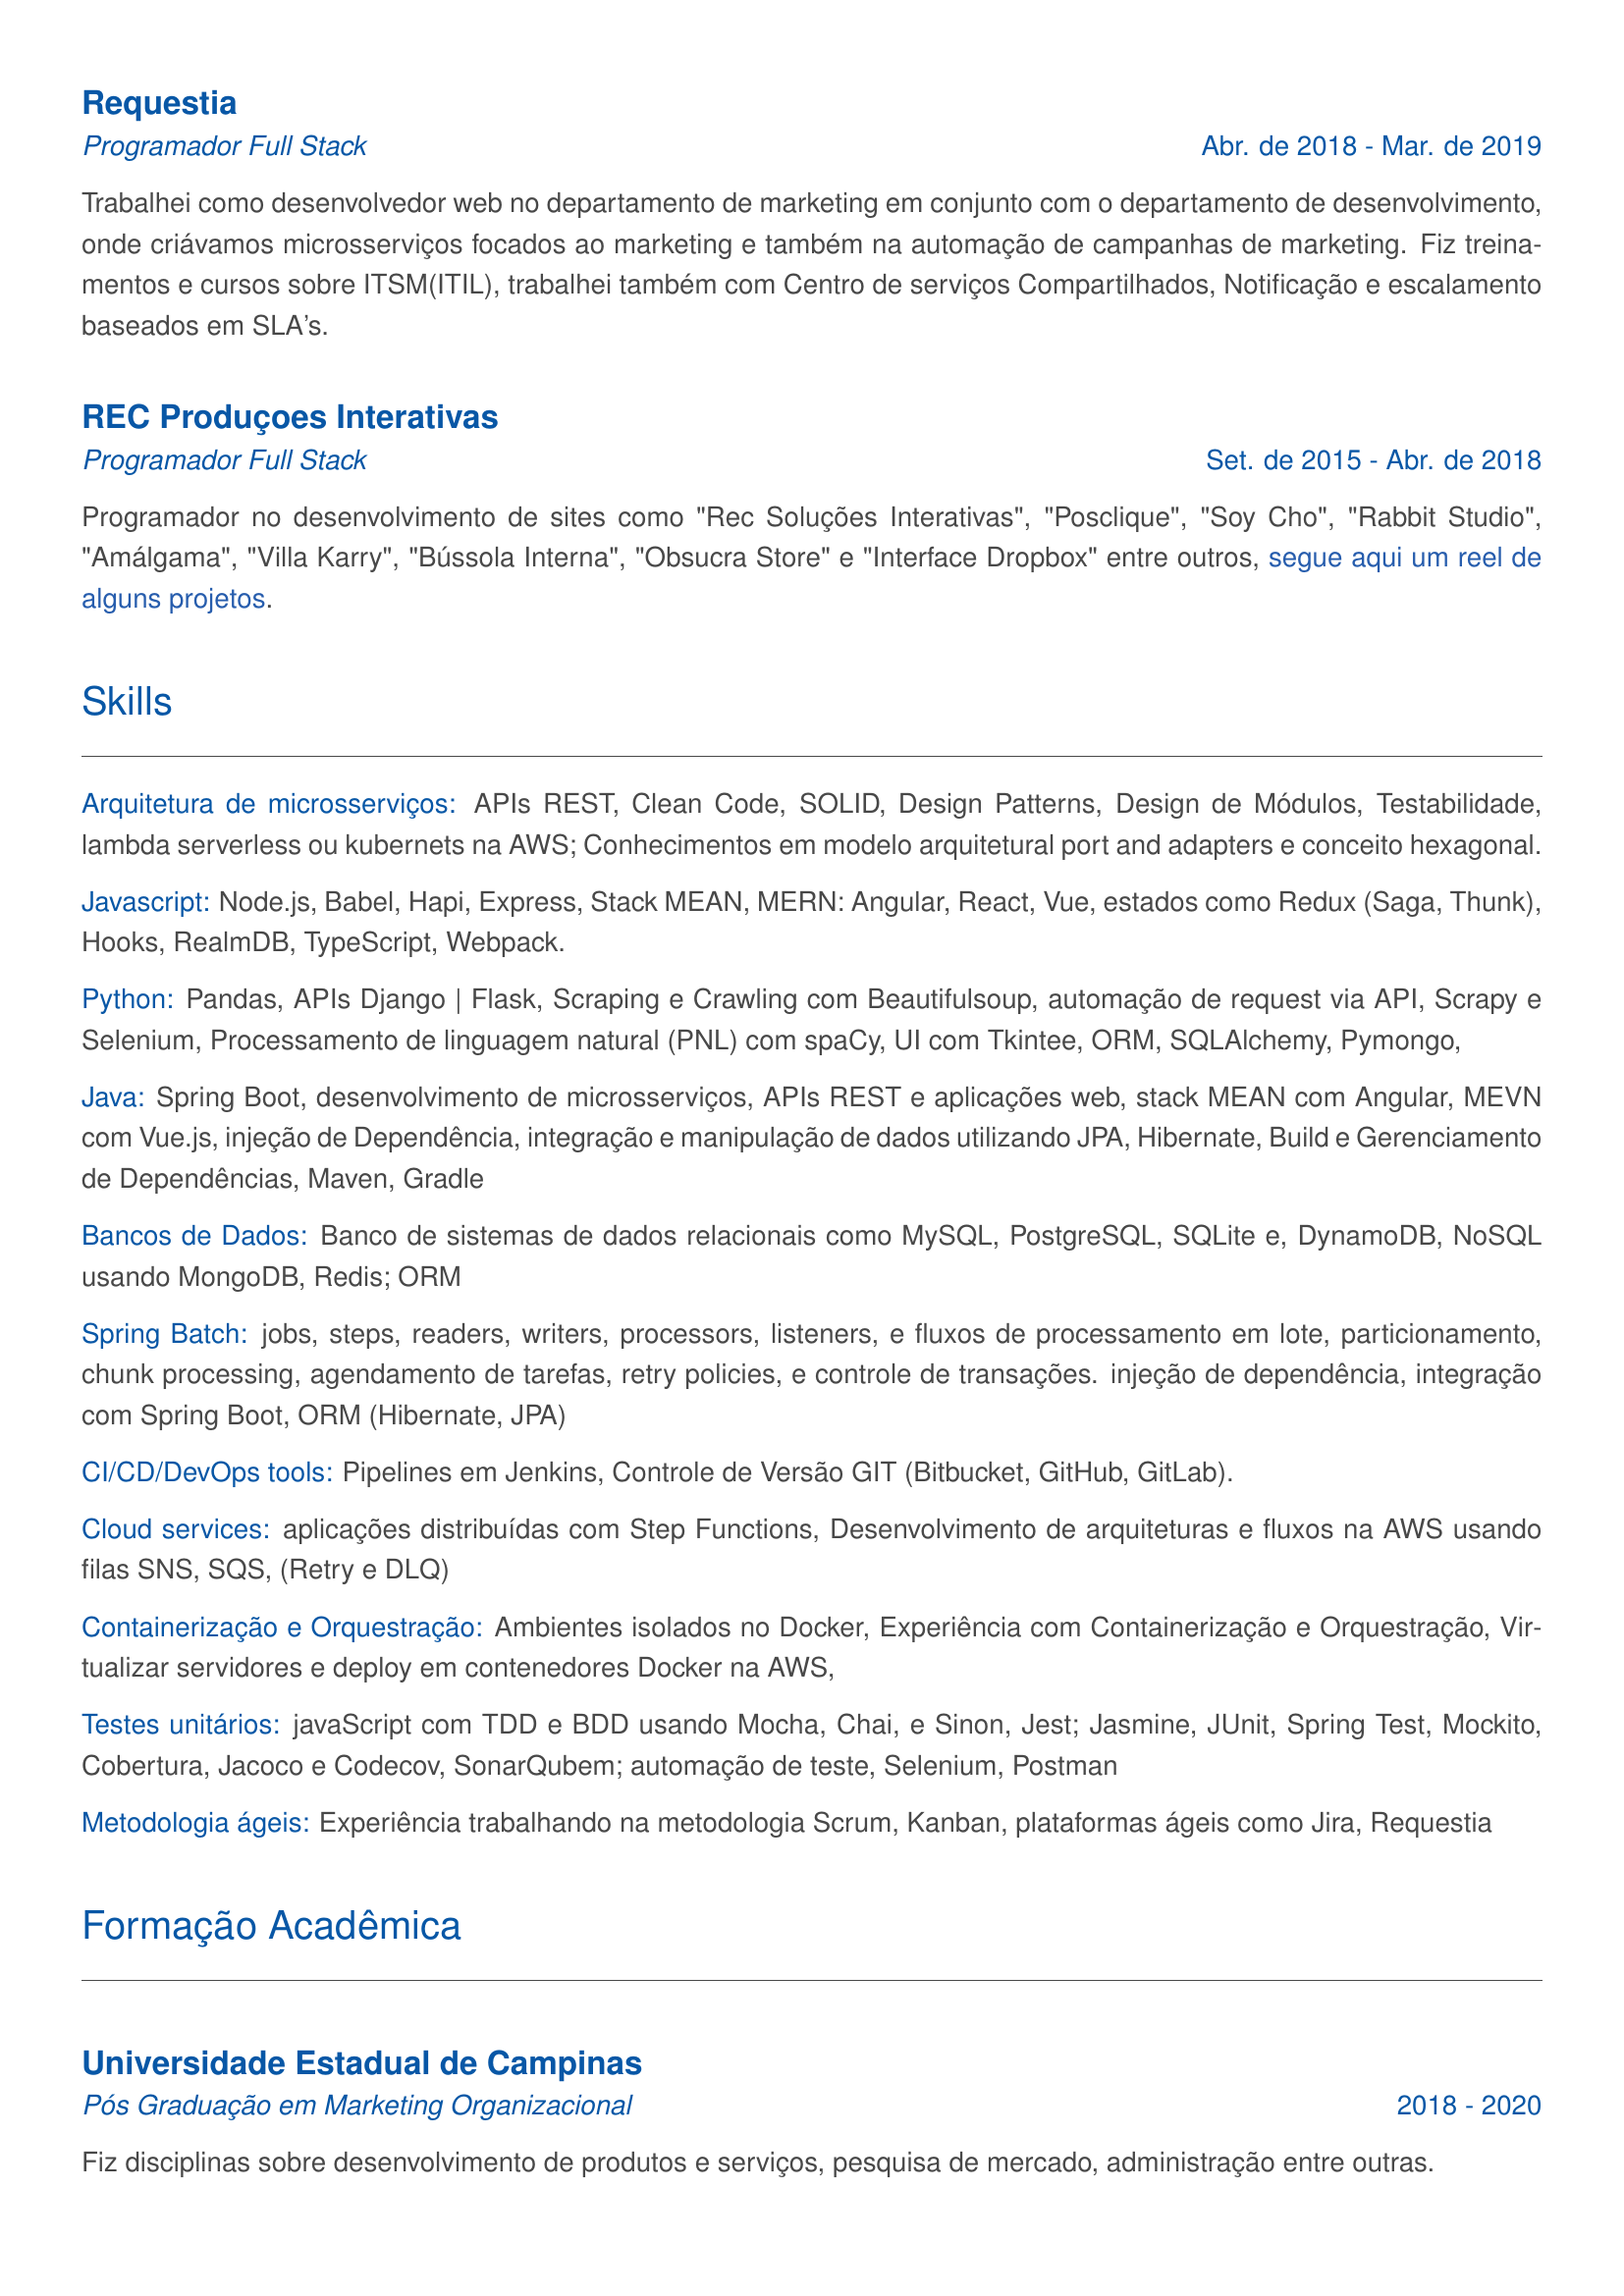 Requestia
Programador Full Stack Abr. de 2018 - Mar. de 2019
Trabalhei como desenvolvedor web no departamento de marketing em conjunto com o departamento de desenvolvimento,
onde criávamos microsserviços focados ao marketing e também na automação de campanhas de marketing. Fiz treina-
mentos e cursos sobre ITSM(ITIL), trabalhei também com Centro de serviços Compartilhados, Notificação e escalamento
baseados em SLA's.
REC Produçoes Interativas
Programador Full Stack Set. de 2015 - Abr. de 2018
Programador no desenvolvimento de sites como "Rec Soluções Interativas", "Posclique", "Soy Cho", "Rabbit Studio",
"Amálgama", "Villa Karry", "Bússola Interna", "Obsucra Store" e "Interface Dropbox" entre outros, segue aqui um reel de
alguns projetos.
Skills
Arquitetura de microsserviços: APIs REST, Clean Code, SOLID, Design Patterns, Design de Módulos, Testabilidade,
lambda serverless ou kubernets na AWS; Conhecimentos em modelo arquitetural port and adapters e conceito hexagonal.
Javascript: Node.js, Babel, Hapi, Express, Stack MEAN, MERN: Angular, React, Vue, estados como Redux (Saga, Thunk),
Hooks, RealmDB, TypeScript, Webpack.
Python: Pandas, APIs Django | Flask, Scraping e Crawling com Beautifulsoup, automação de request via API, Scrapy e
Selenium, Processamento de linguagem natural (PNL) com spaCy, UI com Tkintee, ORM, SQLAlchemy, Pymongo,
Java: Spring Boot, desenvolvimento de microsserviços, APIs REST e aplicações web, stack MEAN com Angular, MEVN
com Vue.js, injeção de Dependência, integração e manipulação de dados utilizando JPA, Hibernate, Build e Gerenciamento
de Dependências, Maven, Gradle
Bancos de Dados: Banco de sistemas de dados relacionais como MySQL, PostgreSQL, SQLite e, DynamoDB, NoSQL
usando MongoDB, Redis; ORM
Spring Batch: jobs, steps, readers, writers, processors, listeners, e fluxos de processamento em lote, particionamento,
chunk processing, agendamento de tarefas, retry policies, e controle de transações. injeção de dependência, integração
com Spring Boot, ORM (Hibernate, JPA)
CI/CD/DevOps tools: Pipelines em Jenkins, Controle de Versão GIT (Bitbucket, GitHub, GitLab).
Cloud services: aplicações distribuídas com Step Functions, Desenvolvimento de arquiteturas e fluxos na AWS usando
filas SNS, SQS, (Retry e DLQ)
Containerização e Orquestração: Ambientes isolados no Docker, Experiência com Containerização e Orquestração, Vir-
tualizar servidores e deploy em contenedores Docker na AWS,
Testes unitários: javaScript com TDD e BDD usando Mocha, Chai, e Sinon, Jest; Jasmine, JUnit, Spring Test, Mockito,
Cobertura, Jacoco e Codecov, SonarQubem; automação de teste, Selenium, Postman
Metodologia ágeis: Experiência trabalhando na metodologia Scrum, Kanban, plataformas ágeis como Jira, Requestia
Formação Acadêmica
Universidade Estadual de Campinas
Pós Graduação em Marketing Organizacional 2018 - 2020
Fiz disciplinas sobre desenvolvimento de produtos e serviços, pesquisa de mercado, administração entre outras.